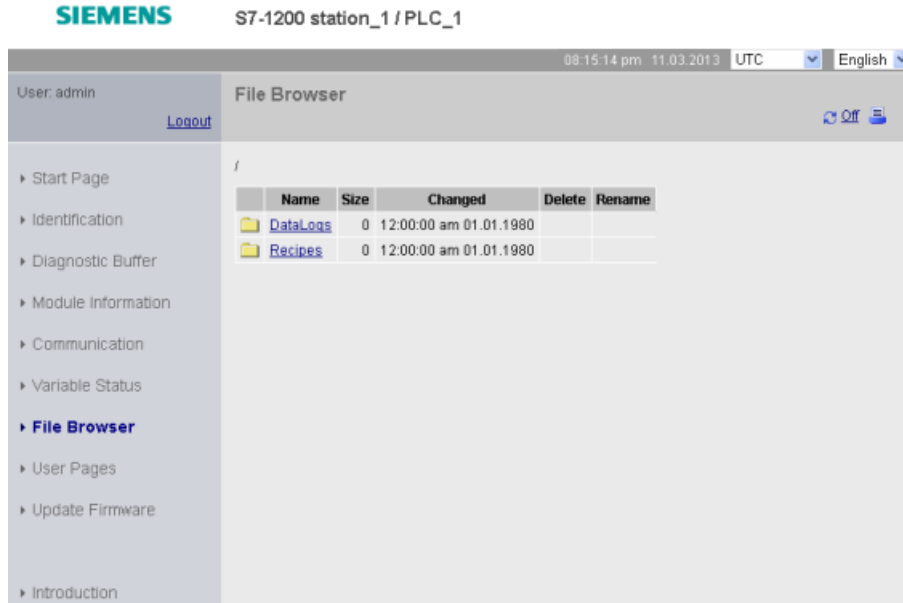 SIEMENS S7-1200 station_1 / PLC_1
08:15:14 pm 11.03.2013 UTC English
User: admin
Logout
File Browser
Off
Start Page
Identification
Diagnostic Buffer
Module Information
Communication
Variable Status
File Browser
User Pages
Update Firmware
Introduction
/
Name Size Changed Delete Rename
DataLogs 0 12:00:00 am 01.01.1980
Recipes 0 12:00:00 am 01.01.1980